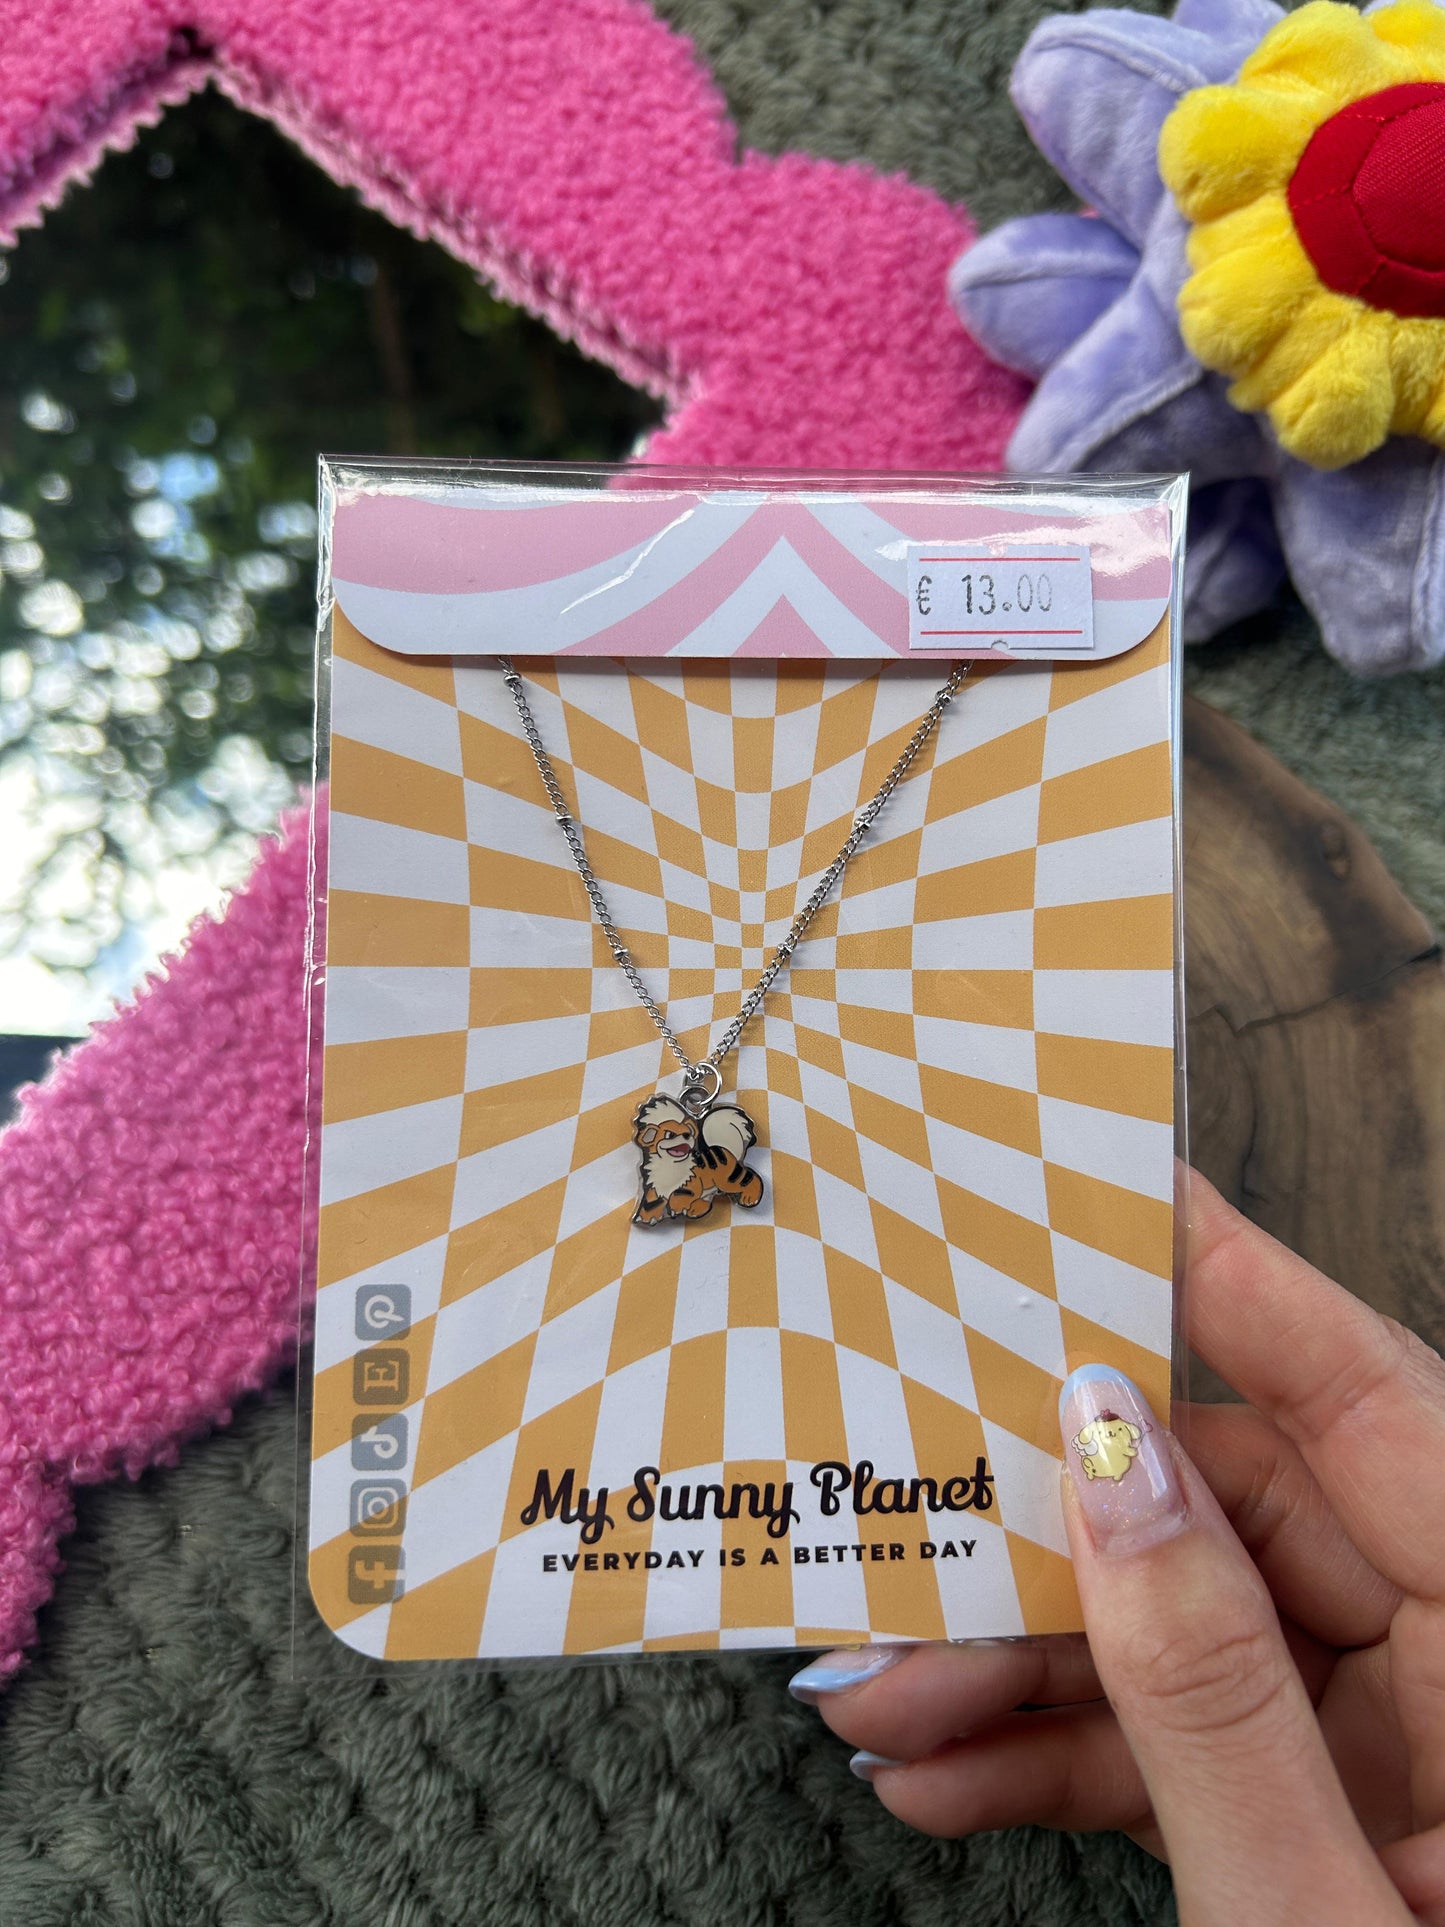 € 13.00
My Sunny Planet
EVERYDAY IS A BETTER DAY